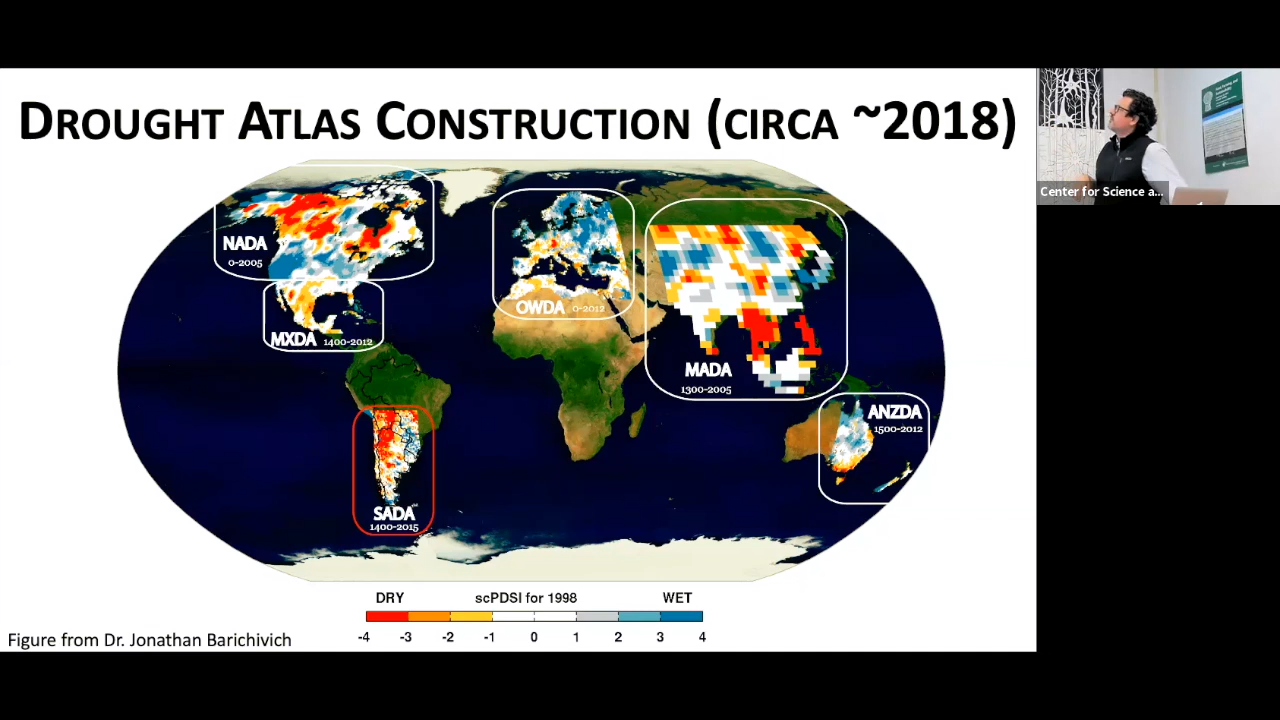 DROUGHT ATLAS CONSTRUCTION (CIRCA ~2018)
Center for Science a...
NADA
0-2005
MXDA 1400-2012
OWDA 0-2012
MADA
1300-2005
ANZDA
1500-2012
SADA
1400-2015
DRY scPDSI for 1998 WET
-4 -3 -2 -1 0 1 2 3 4
Figure from Dr. Jonathan Barichivich